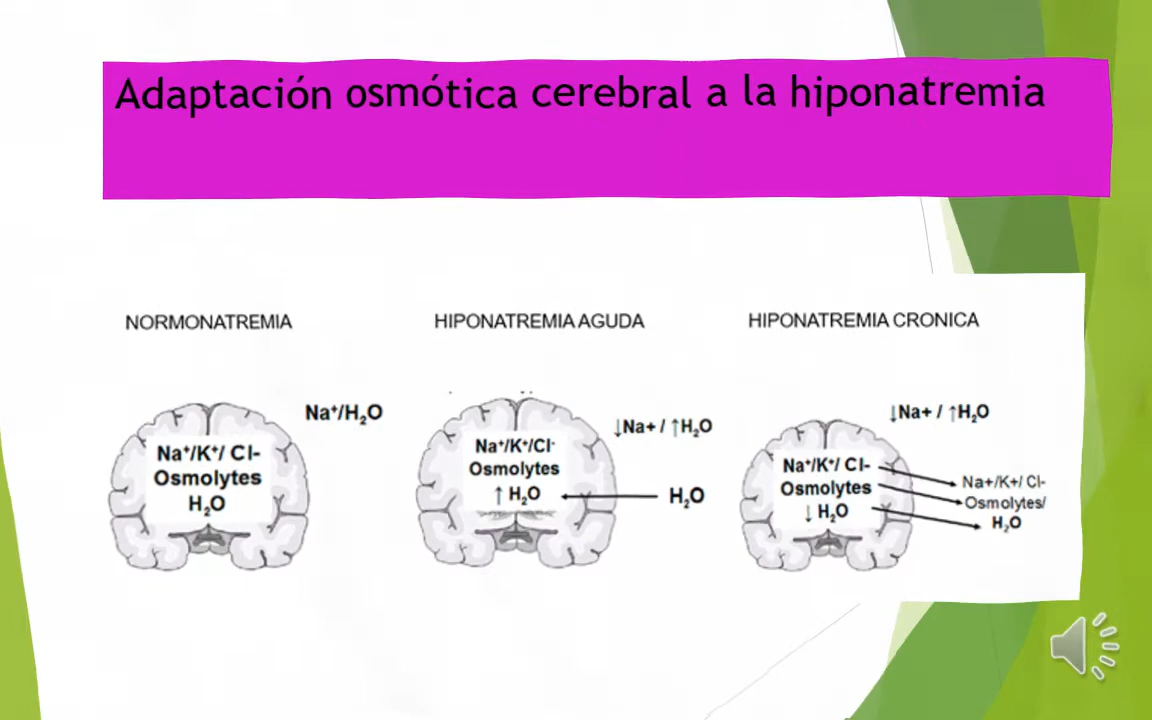 Adaptación osmótica cerebral a la hiponatremia
NORMONATREMIA
Na⁺/H₂O
Na⁺/K⁺/ Cl-
Osmolytes
H₂O
HIPONATREMIA AGUDA
↓Na+ / ↑H₂O
Na⁺/K⁺/Cl⁻
Osmolytes
↑ H₂O
H₂O
HIPONATREMIA CRONICA
↓Na+ / ↑H₂O
Na⁺/K⁺/ Cl-
Osmolytes
↓ H₂O
Na+/K+/ Cl-
Osmolytes/
H₂O